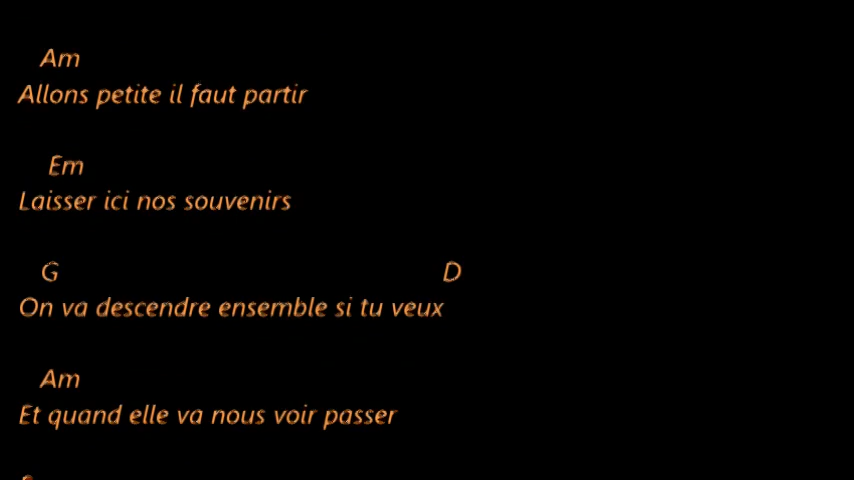 Am
Allons petite il faut partir
Em
Laisser ici nos souvenirs
G D
On va descendre ensemble si tu veux
Am
Et quand elle va nous voir passer